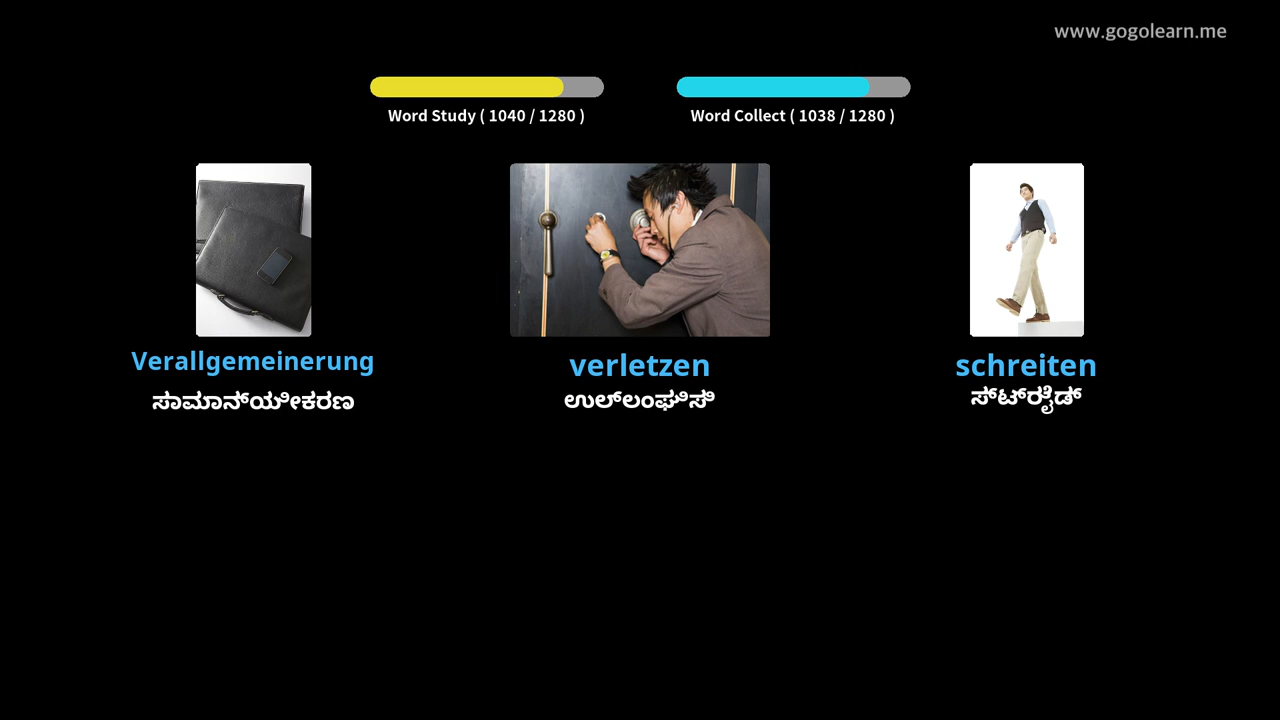 www.gogolearn.me
Word Study ( 1040 / 1280 )
Word Collect ( 1038 / 1280 )
Verallgemeinerung
verletzen
schreiten
ಸಾಮಾನ್ಯೀಕರಣ
ಉಲ್ಲಂಘಿಸಿ
ಸ್ಟ್ರೈಡ್